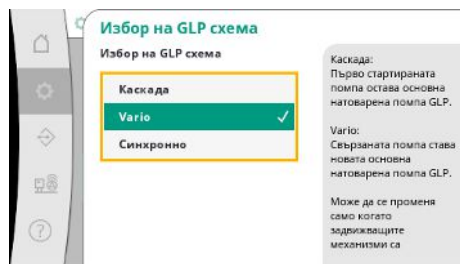 Избор на GLP схема
Избор на GLP схема
Каскада
Vario
Синхронно
Каскада:
Първо стартираната
помпа остава основна
натоварена помпа GLP.
Vario:
Свързаната помпа става
новата основна
натоварена помпа GLP.
Може да се променя
само когато
задвижващите
механизми са